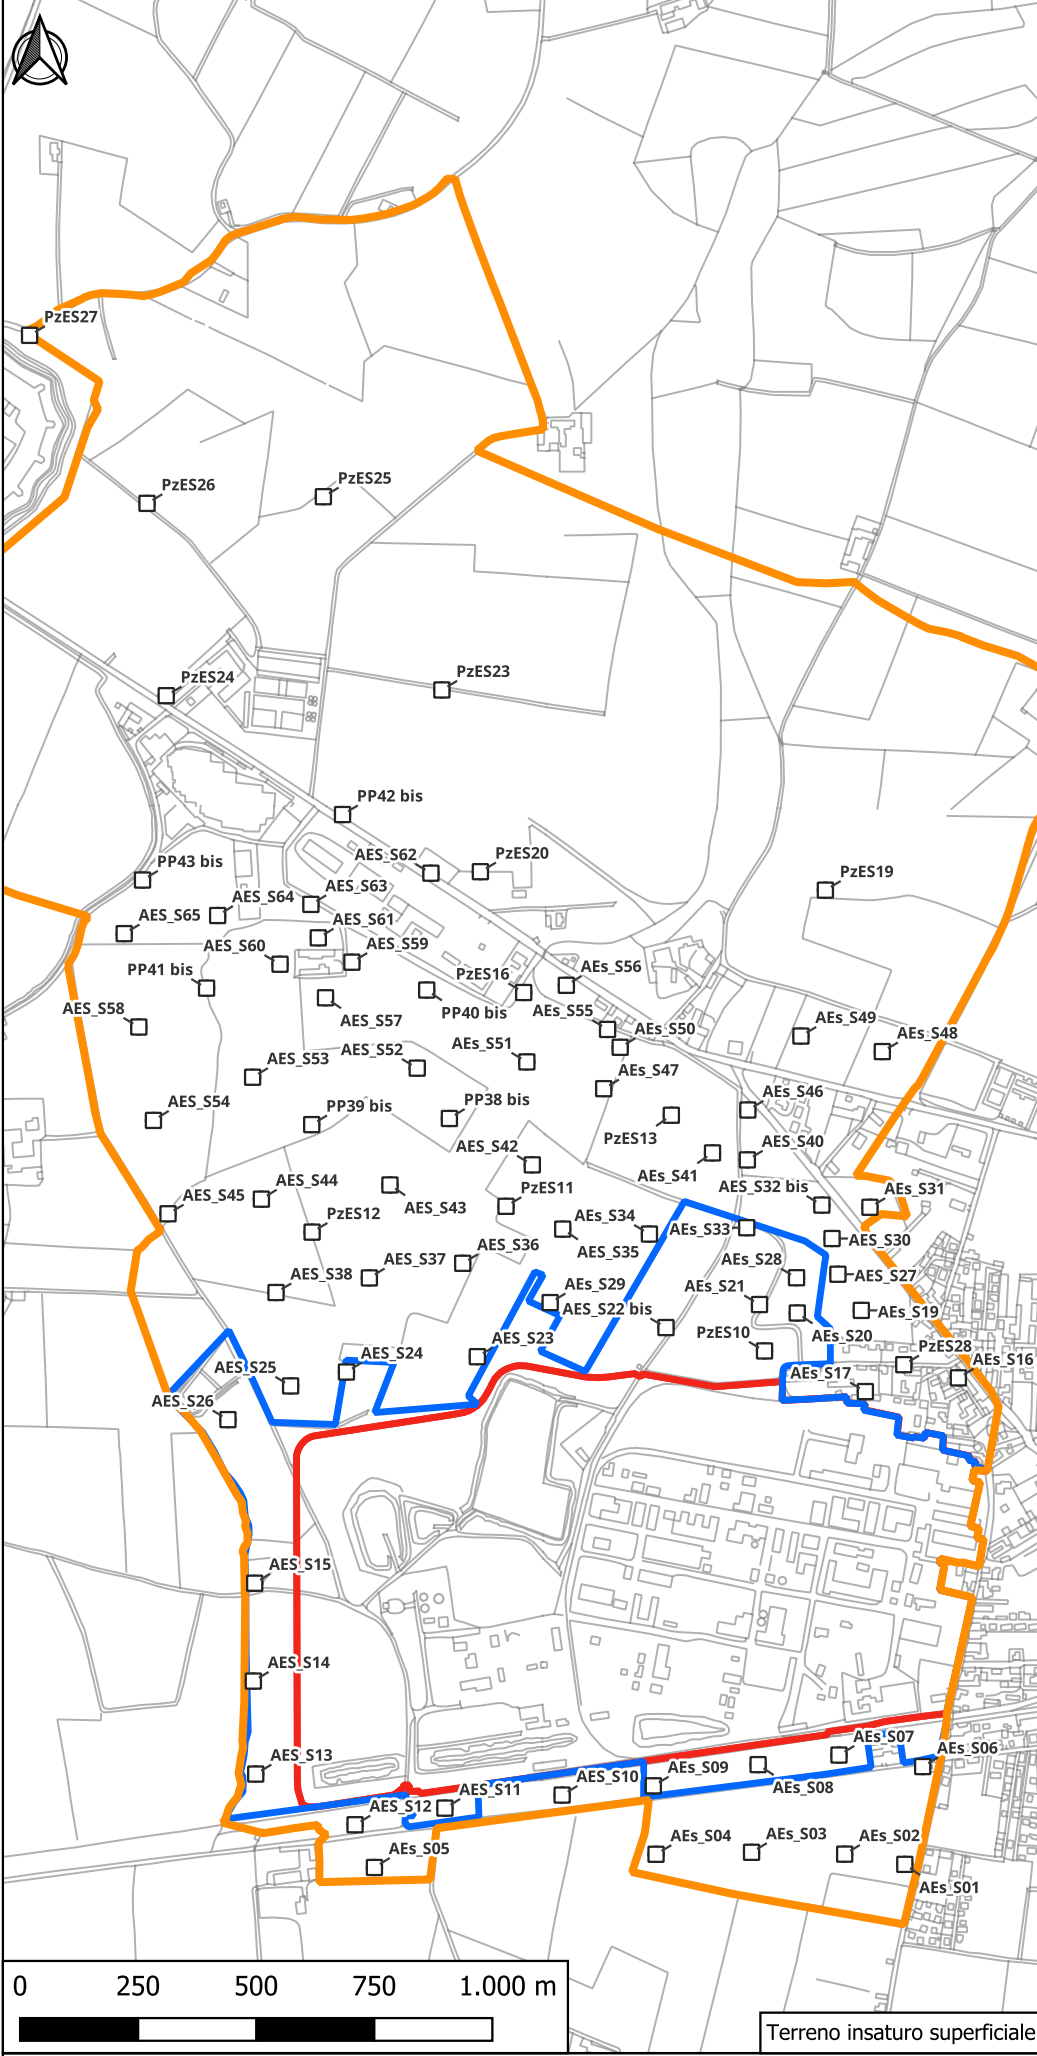 PzES27
PzES25
PzES26
PzES23
PzES24
PP42 bis
AES_S62
PzES20
PP43 bis
PzES19
AES_S63
AES_S64
AES_S65
AES_S61
AES_S60
AES_S59
PP41 bis
PzES16
AEs_S56
AES_S58
AES_S57
PP40 bis
AEs_S55
AEs_S50
AEs_S49
AEs_S48
AEs_S51
AES_S52
AES_S53
AEs_S47
AES_S54
PP39 bis
PP38 bis
AEs_S46
PzES13
AES_S42
AES_S40
AES_S41
AES_S44
PzES11
AES_S32 bis
AEs_S31
AES_S45
AES_S43
PzES12
AEs_S34
AEs_S33
AES_S35
AES_S30
AES_S36
AES_S37
AEs_S28
AES_S27
AES_S38
AEs_S29
AES_S21
AES_S22 bis
AES_S19
AES_S20
PzES10
AES_S23
PzES28
AEs_S16
AES_S24
AES_S25
AEs_S17
AES_S26
AES_S15
AES_S14
AES_S13
AEs_S07
AEs_S06
AES_S10
AEs_S09
AEs_S08
AES_S11
AES_S12
AEs_S05
AEs_S04
AEs_S03
AEs_S02
AEs_S01
0 250 500 750 1.000 m
Terreno insaturo superficiale